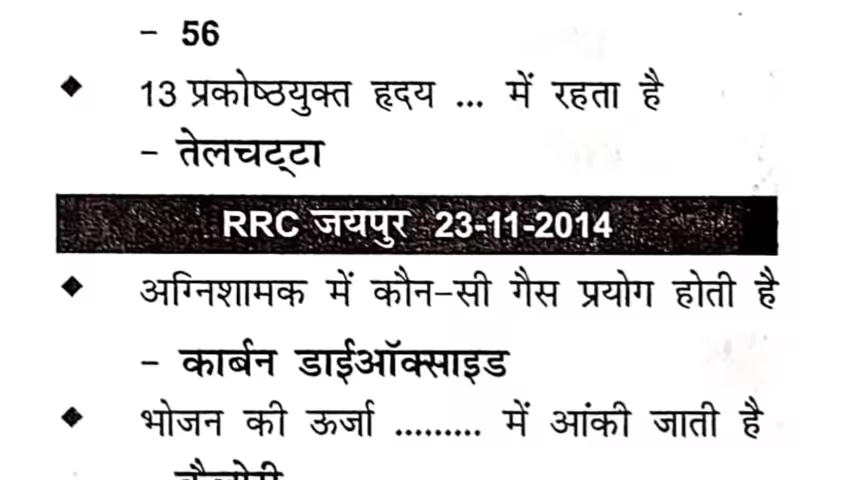 - 56
◆ 13 प्रकोष्ठयुक्त हृदय ... में रहता है
- तेलचट्टा
RRC जयपुर 23-11-2014
◆ अग्निशामक में कौन-सी गैस प्रयोग होती है
- कार्बन डाईऑक्साइड
◆ भोजन की ऊर्जा ......... में आंकी जाती है